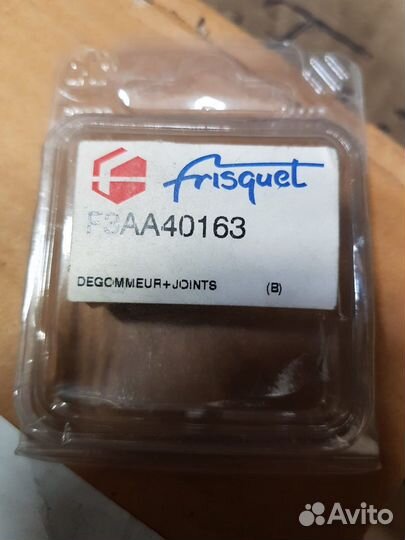 frisquet
F3AA40163
DEGOMMEUR+JOINTS (B)
Avito